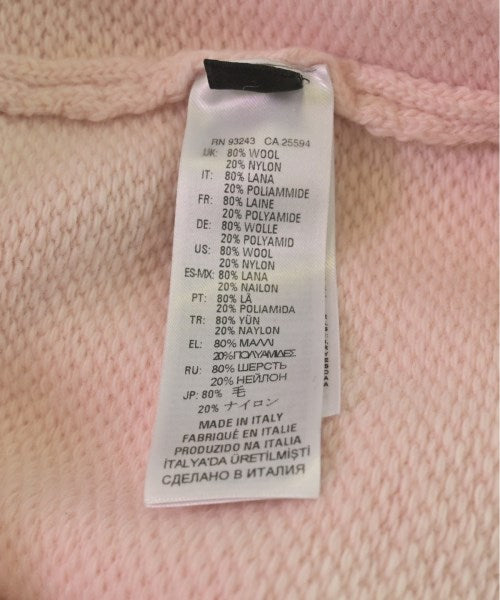 RN 93243 CA 25594
UK: 80% WOOL
20% NYLON
IT: 80% LANA
20% POLIAMMIDE
FR: 80% LAINE
20% POLYAMIDE
DE: 80% WOLLE
20% POLYAMID
US: 80% WOOL
20% NYLON
ES-MX: 80% LANA
20% NAILON
PT: 80% LÃ
20% POLIAMIDA
TR: 80% YÜN
20% NAYLON
EL: 80% ΜΑΛΛΙ
20% ΠΟΛΥΑΜΙΔΕΣ
RU: 80% ШЕРСТЬ
20% НЕЙЛОН
JP: 80% 毛
20% ナイロン
MADE IN ITALY
FABRIQUÉ EN ITALIE
PRODUZIDO NA ITALIA
İTALYA'DA ÜRETİLMİŞTİ
СДЕЛАНО В ИТАЛИЯ